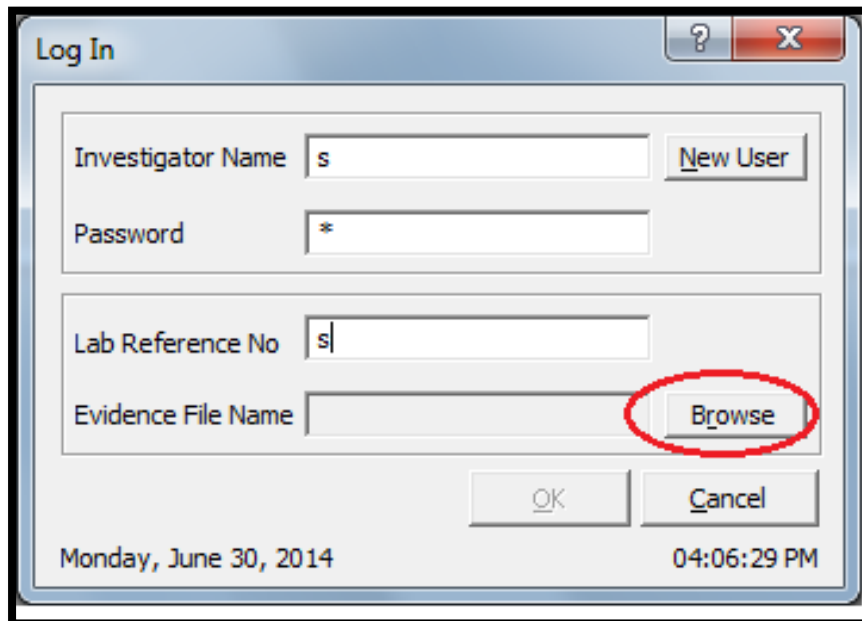 Log In
Investigator Name s New User
Password *
Lab Reference No s
Evidence File Name Browse
OK Cancel
Monday, June 30, 2014 04:06:29 PM